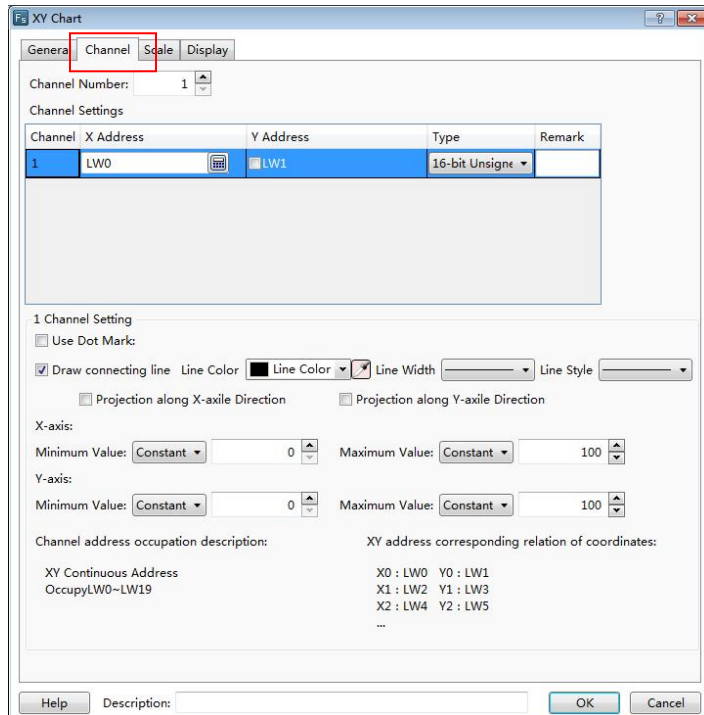 Fs XY Chart
General Channel Scale Display
Channel Number: 1
Channel Settings
Channel X Address Y Address Type Remark
1 LW0 LW1 16-bit Unsigne
1 Channel Setting
Use Dot Mark:
Draw connecting line Line Color Line Color Line Width Line Style
Projection along X-axile Direction Projection along Y-axile Direction
X-axis:
Minimum Value: Constant 0 Maximum Value: Constant 100
Y-axis:
Minimum Value: Constant 0 Maximum Value: Constant 100
Channel address occupation description: XY address corresponding relation of coordinates:
XY Continuous Address X0 : LW0 Y0 : LW1
OccupyLW0~LW19 X1 : LW2 Y1 : LW3
X2 : LW4 Y2 : LW5
...
Help Description: OK Cancel